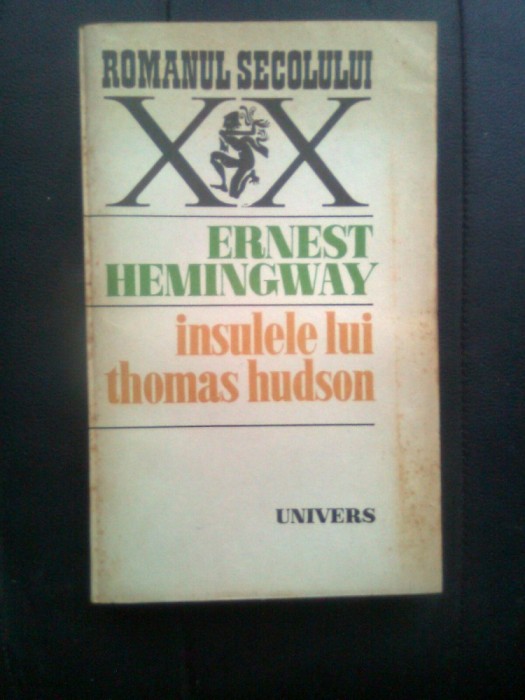 ROMANUL SECOLULUI
XX
ERNEST
HEMINGWAY
insulele lui
thomas hudson
UNIVERS